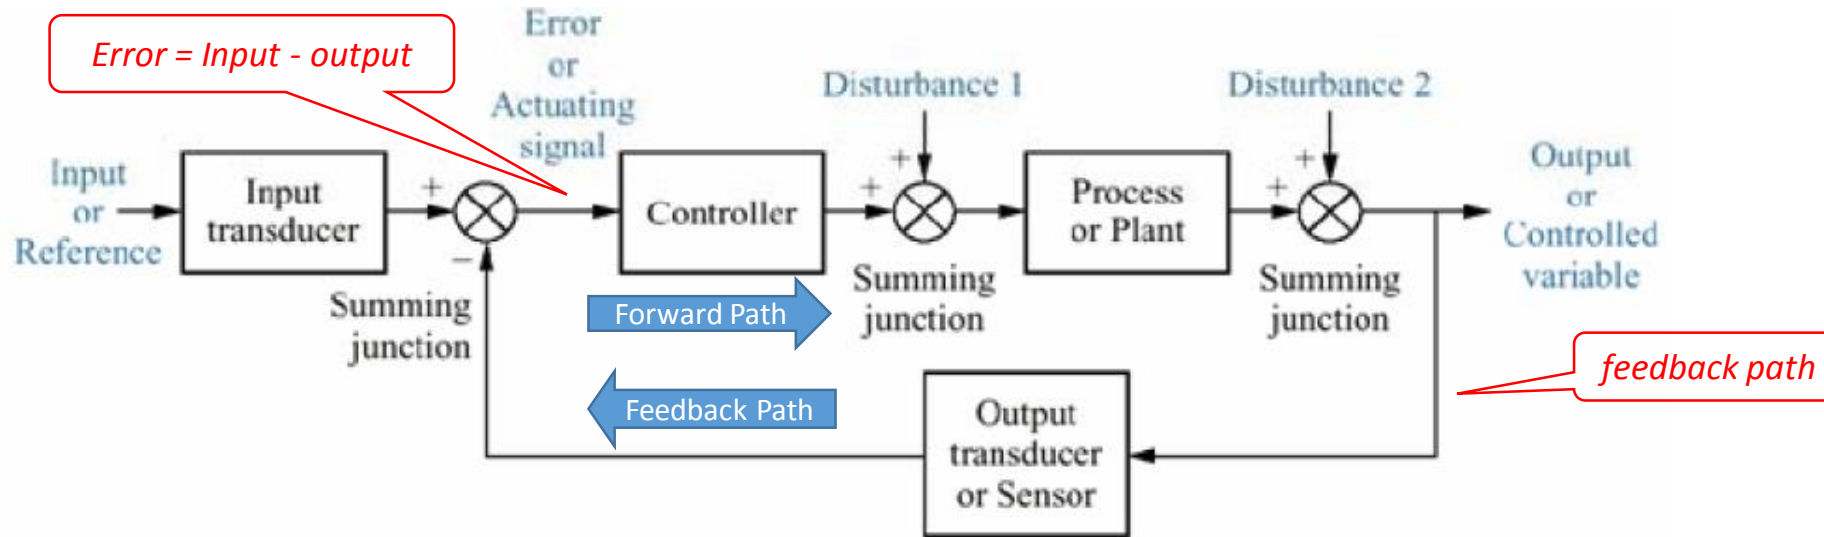 Error = Input - output
Error
or
Actuating
signal
Disturbance 1
Disturbance 2
Input
or
Reference
Input
transducer
+
−
Summing
junction
Controller
+
+
Summing
junction
Process
or Plant
+
+
Summing
junction
Output
or
Controlled
variable
Forward Path
Feedback Path
feedback path
Output
transducer
or Sensor